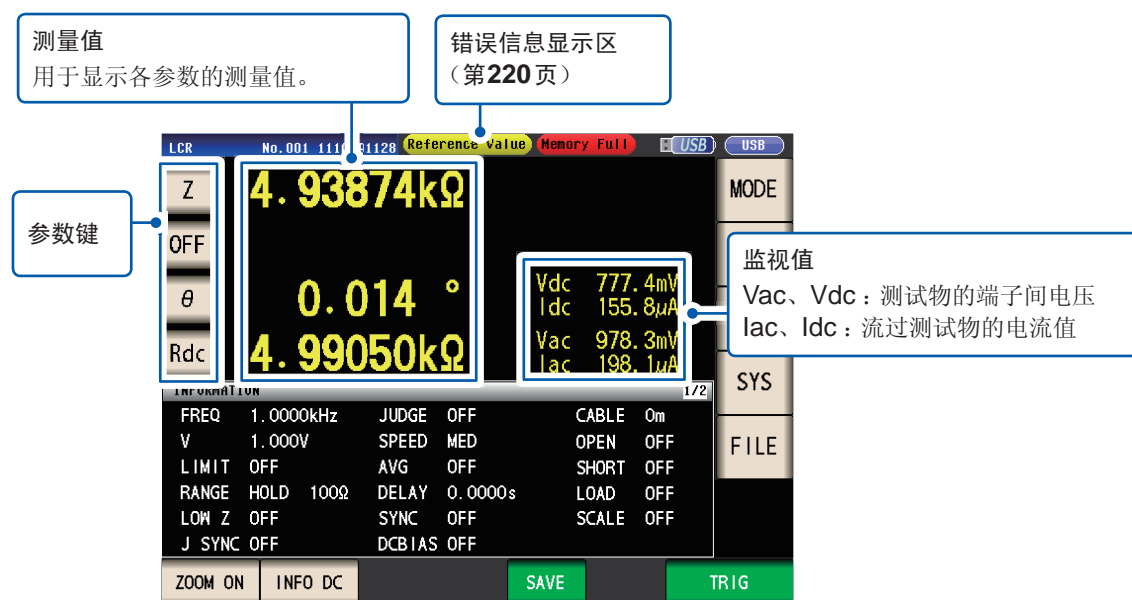 测量值
用于显示各参数的测量值。
错误信息显示区
（第220页）
参数键
监视值
Vac、Vdc：测试物的端子间电压
Iac、Idc：流过测试物的电流值
LCR No.001 Reference Value Memory Full USB USB
Z
OFF
θ
Rdc
4.93874kΩ
0.014 °
4.99050kΩ
Vdc 777.4mV
Idc 155.8μA
Vac 978.3mV
Iac 198.1μA
MODE
SYS
FILE
INFORMATION 1/2
FREQ 1.0000kHz JUDGE OFF CABLE 0m
V 1.000V SPEED MED OPEN OFF
LIMIT OFF AVG OFF SHORT OFF
RANGE HOLD 100Ω DELAY 0.0000s LOAD OFF
LOW Z OFF SYNC OFF SCALE OFF
J SYNC OFF DCBIAS OFF
ZOOM ON INFO DC SAVE TRIG